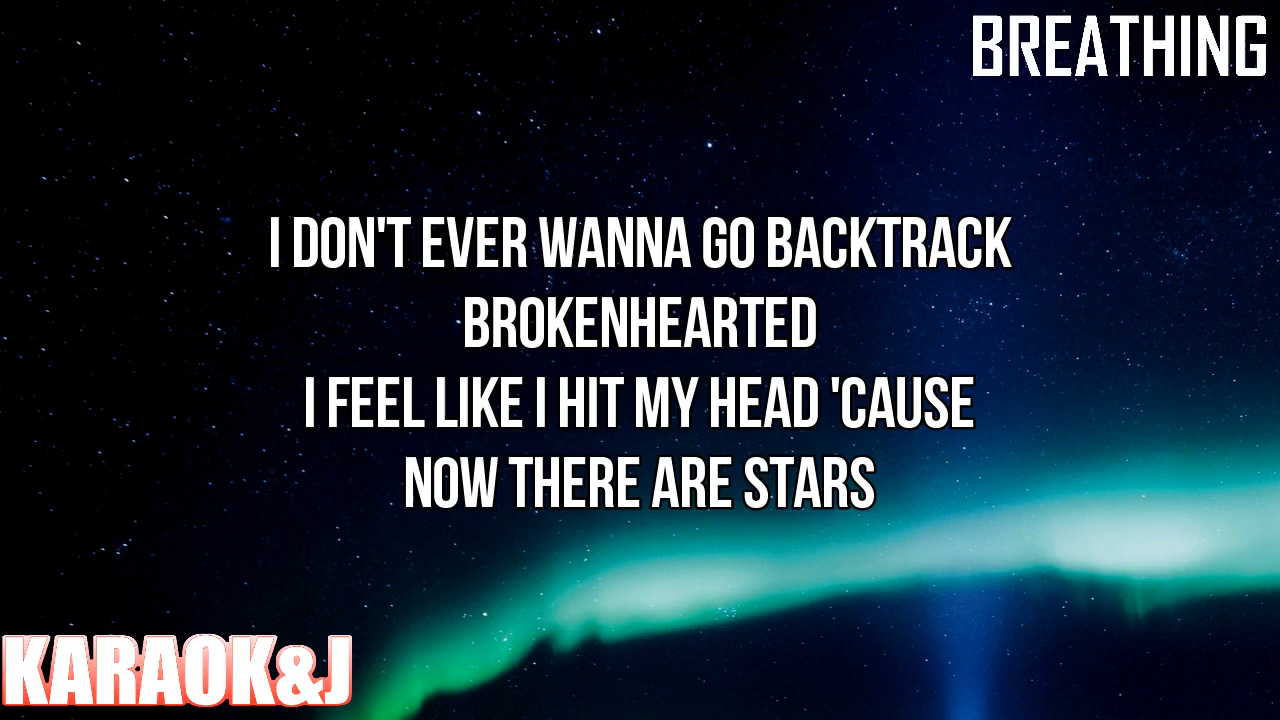 BREATHING
I DON'T EVER WANNA GO BACKTRACK
BROKENHEARTED
I FEEL LIKE I HIT MY HEAD 'CAUSE
NOW THERE ARE STARS
KARAOK&J